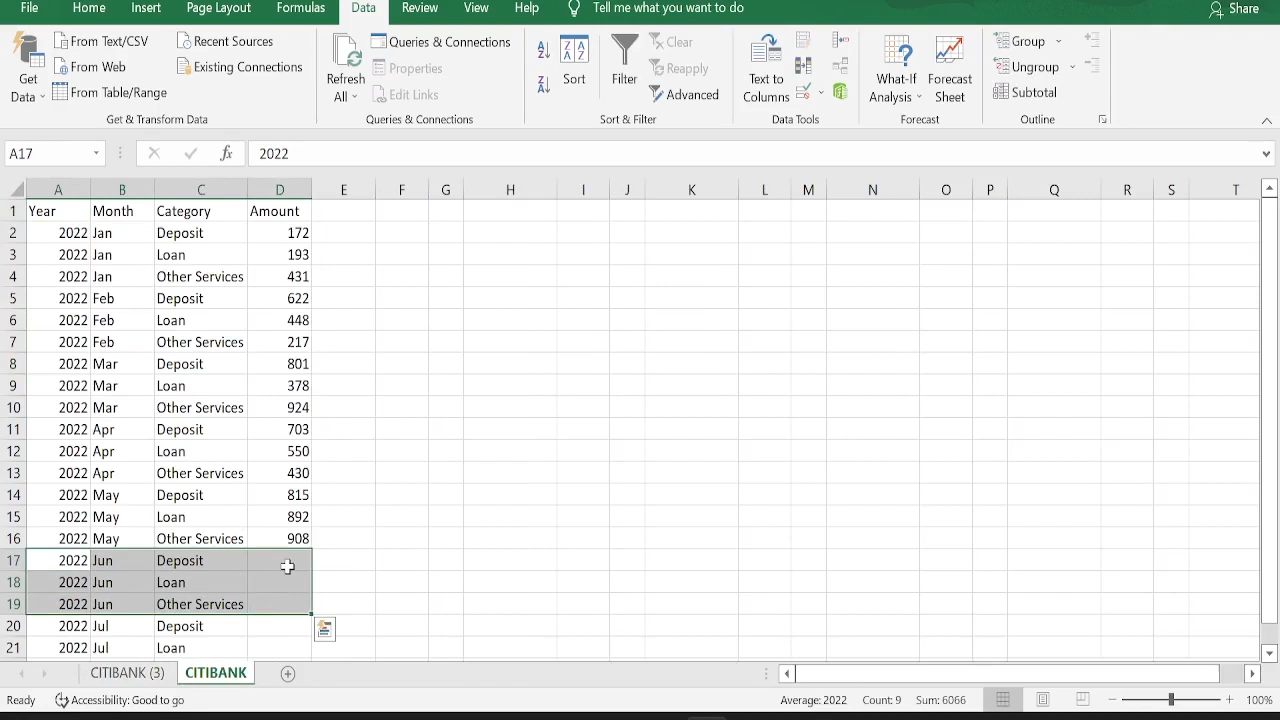 File Home Insert Page Layout Formulas Data Review View Help Tell me what you want to do Share
Get Data
From Text/CSV
From Web
From Table/Range
Recent Sources
Existing Connections
Get & Transform Data
Refresh All
Queries & Connections
Properties
Edit Links
Queries & Connections
Sort
Filter
Clear
Reapply
Advanced
Sort & Filter
Text to Columns
Data Tools
What-If Analysis
Forecast Sheet
Forecast
Group
Ungroup
Subtotal
Outline
A17 fx 2022
A B C D E F G H I J K L M N O P Q R S T
1 Year Month Category Amount
2 2022 Jan Deposit 172
3 2022 Jan Loan 193
4 2022 Jan Other Services 431
5 2022 Feb Deposit 622
6 2022 Feb Loan 448
7 2022 Feb Other Services 217
8 2022 Mar Deposit 801
9 2022 Mar Loan 378
10 2022 Mar Other Services 924
11 2022 Apr Deposit 703
12 2022 Apr Loan 550
13 2022 Apr Other Services 430
14 2022 May Deposit 815
15 2022 May Loan 892
16 2022 May Other Services 908
17 2022 Jun Deposit
18 2022 Jun Loan
19 2022 Jun Other Services
20 2022 Jul Deposit
21 2022 Jul Loan
CITIBANK (3) CITIBANK
Ready Accessibility: Good to go Average: 2022 Count: 9 Sum: 6066 100%